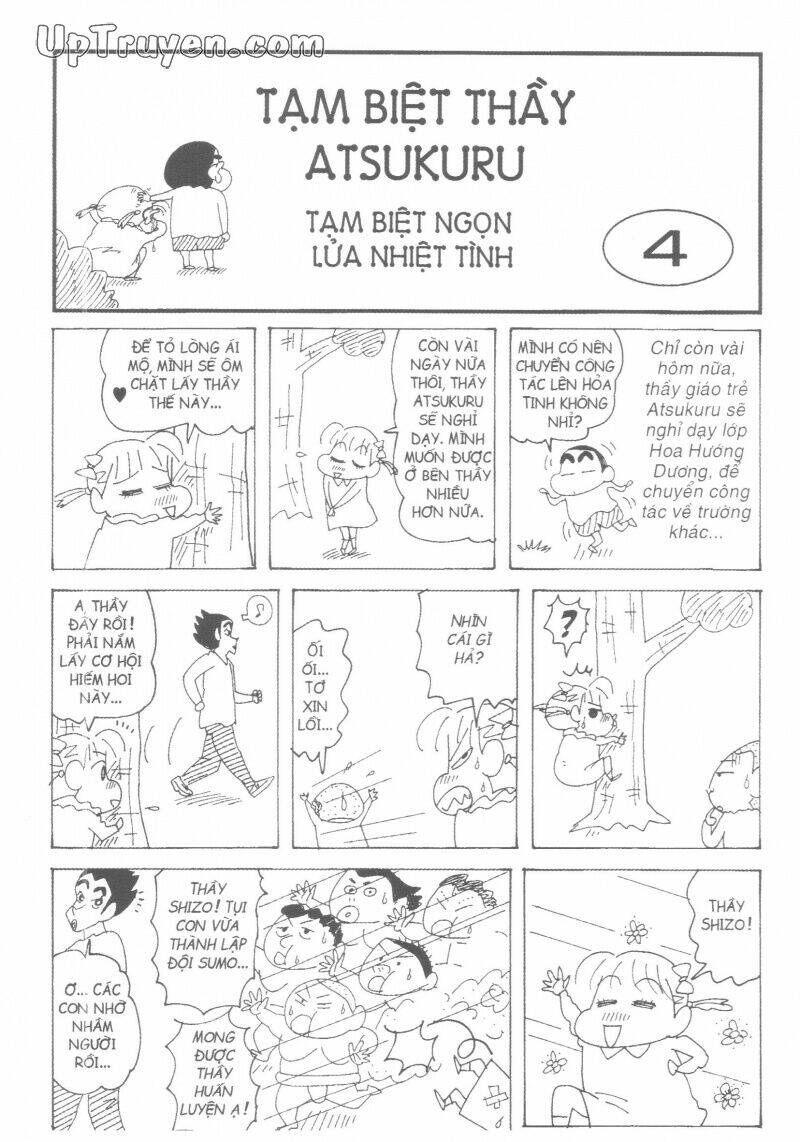 UpTruyen.com
TẠM BIỆT THẦY
ATSUKURU
TẠM BIỆT NGỌN
LỬA NHIỆT TÌNH
4
Chỉ còn vài
hôm nữa,
thầy giáo trẻ
Atsukuru sẽ
nghỉ dạy lớp
Hoa Hướng
Dương, để
chuyển công
tác về trường
khác...
MÌNH CÓ NÊN
CHUYỂN CÔNG
TÁC LÊN HỎA
TINH KHÔNG
NHỈ?
CÒN VÀI
NGÀY NỮA
THÔI, THẦY
ATSUKURU
SẼ NGHỈ
DẠY. MÌNH
MUỐN ĐƯỢC
Ở BÊN THẦY
NHIỀU
HƠN NỮA.
ĐỂ TỎ LÒNG ÁI
MỘ, MÌNH SẼ ÔM
CHẶT LẤY THẦY
THẾ NÀY...
♥
?
NHÌN
CÁI GÌ
HẢ?
ỐI
ỐI...
TỚ
XIN
LỖI...
A, THẦY
ĐÂY RỒI!
PHẢI NẮM
LẤY CƠ HỘI
HIẾM HOI
NÀY...
THẦY
SHIZO!
THẦY
SHIZO! TỤI
CON VỪA
THÀNH LẬP
ĐỘI SUMO...
MONG
ĐƯỢC
THẦY
HUẤN
LUYỆN Ạ!
Ơ... CÁC
CON NHỜ
NHẦM
NGƯỜI
RỒI...